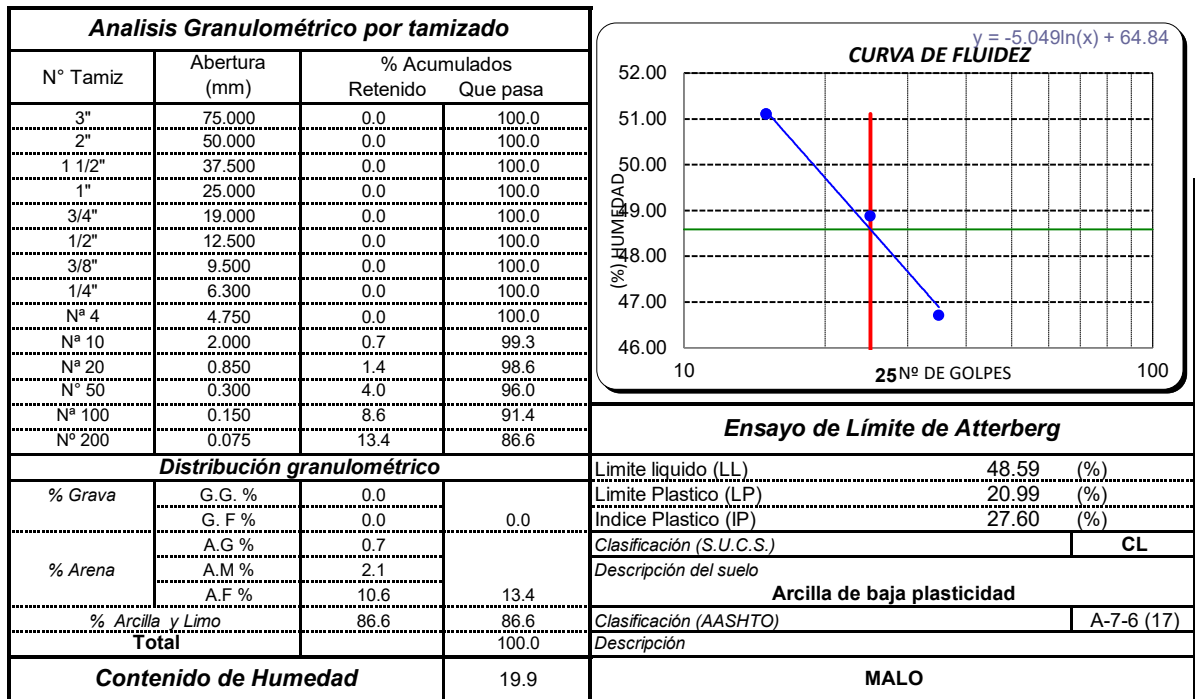 Analisis Granulométrico por tamizado
N° Tamiz Abertura (mm) % Acumulados
Retenido Que pasa
3" 75.000 0.0 100.0
2" 50.000 0.0 100.0
1 1/2" 37.500 0.0 100.0
1" 25.000 0.0 100.0
3/4" 19.000 0.0 100.0
1/2" 12.500 0.0 100.0
3/8" 9.500 0.0 100.0
1/4" 6.300 0.0 100.0
Nª 4 4.750 0.0 100.0
Nª 10 2.000 0.7 99.3
Nª 20 0.850 1.4 98.6
N° 50 0.300 4.0 96.0
Nª 100 0.150 8.6 91.4
Nº 200 0.075 13.4 86.6
Distribución granulométrico
% Grava G.G. % 0.0
G. F % 0.0 0.0
A.G % 0.7
% Arena A.M % 2.1
A.F % 10.6 13.4
% Arcilla y Limo 86.6 86.6
Total 100.0
Contenido de Humedad 19.9
y = -5.049ln(x) + 64.84
CURVA DE FLUIDEZ
52.00
51.00
50.00
49.00
48.00
47.00
46.00
(%) HUMEDAD
10 25 Nº DE GOLPES 100
Ensayo de Límite de Atterberg
Limite liquido (LL) 48.59 (%)
Limite Plastico (LP) 20.99 (%)
Indice Plastico (IP) 27.60 (%)
Clasificación (S.U.C.S.) CL
Descripción del suelo
Arcilla de baja plasticidad
Clasificación (AASHTO) A-7-6 (17)
Descripción
MALO